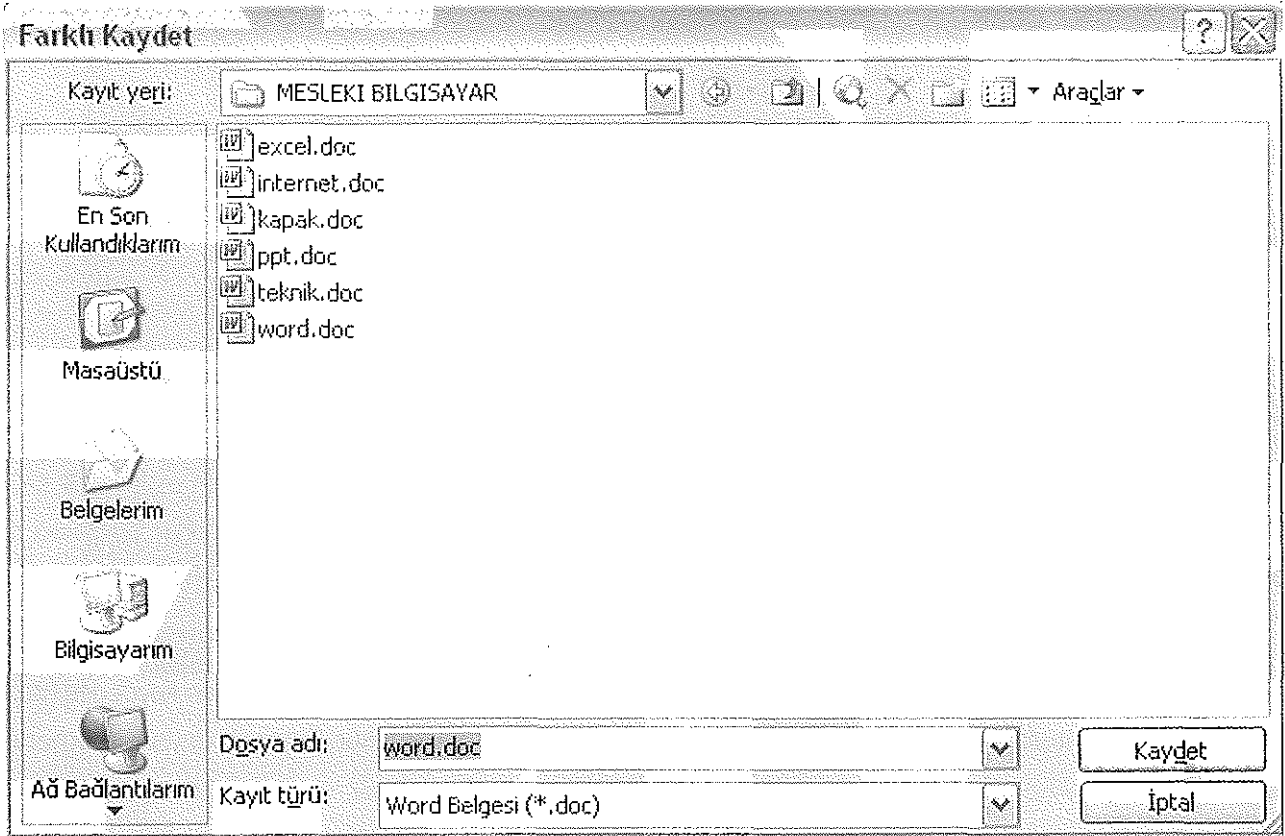 Farklı Kaydet
Kayıt yeri: MESLEKI BILGISAYAR Araçlar
En Son
Kullandıklarım
Masaüstü
Belgelerim
Bilgisayarım
Ağ Bağlantılarım
excel.doc
internet.doc
kapak.doc
ppt.doc
teknik.doc
word.doc
Dosya adı: word.doc Kaydet
Kayıt türü: Word Belgesi (*.doc) İptal